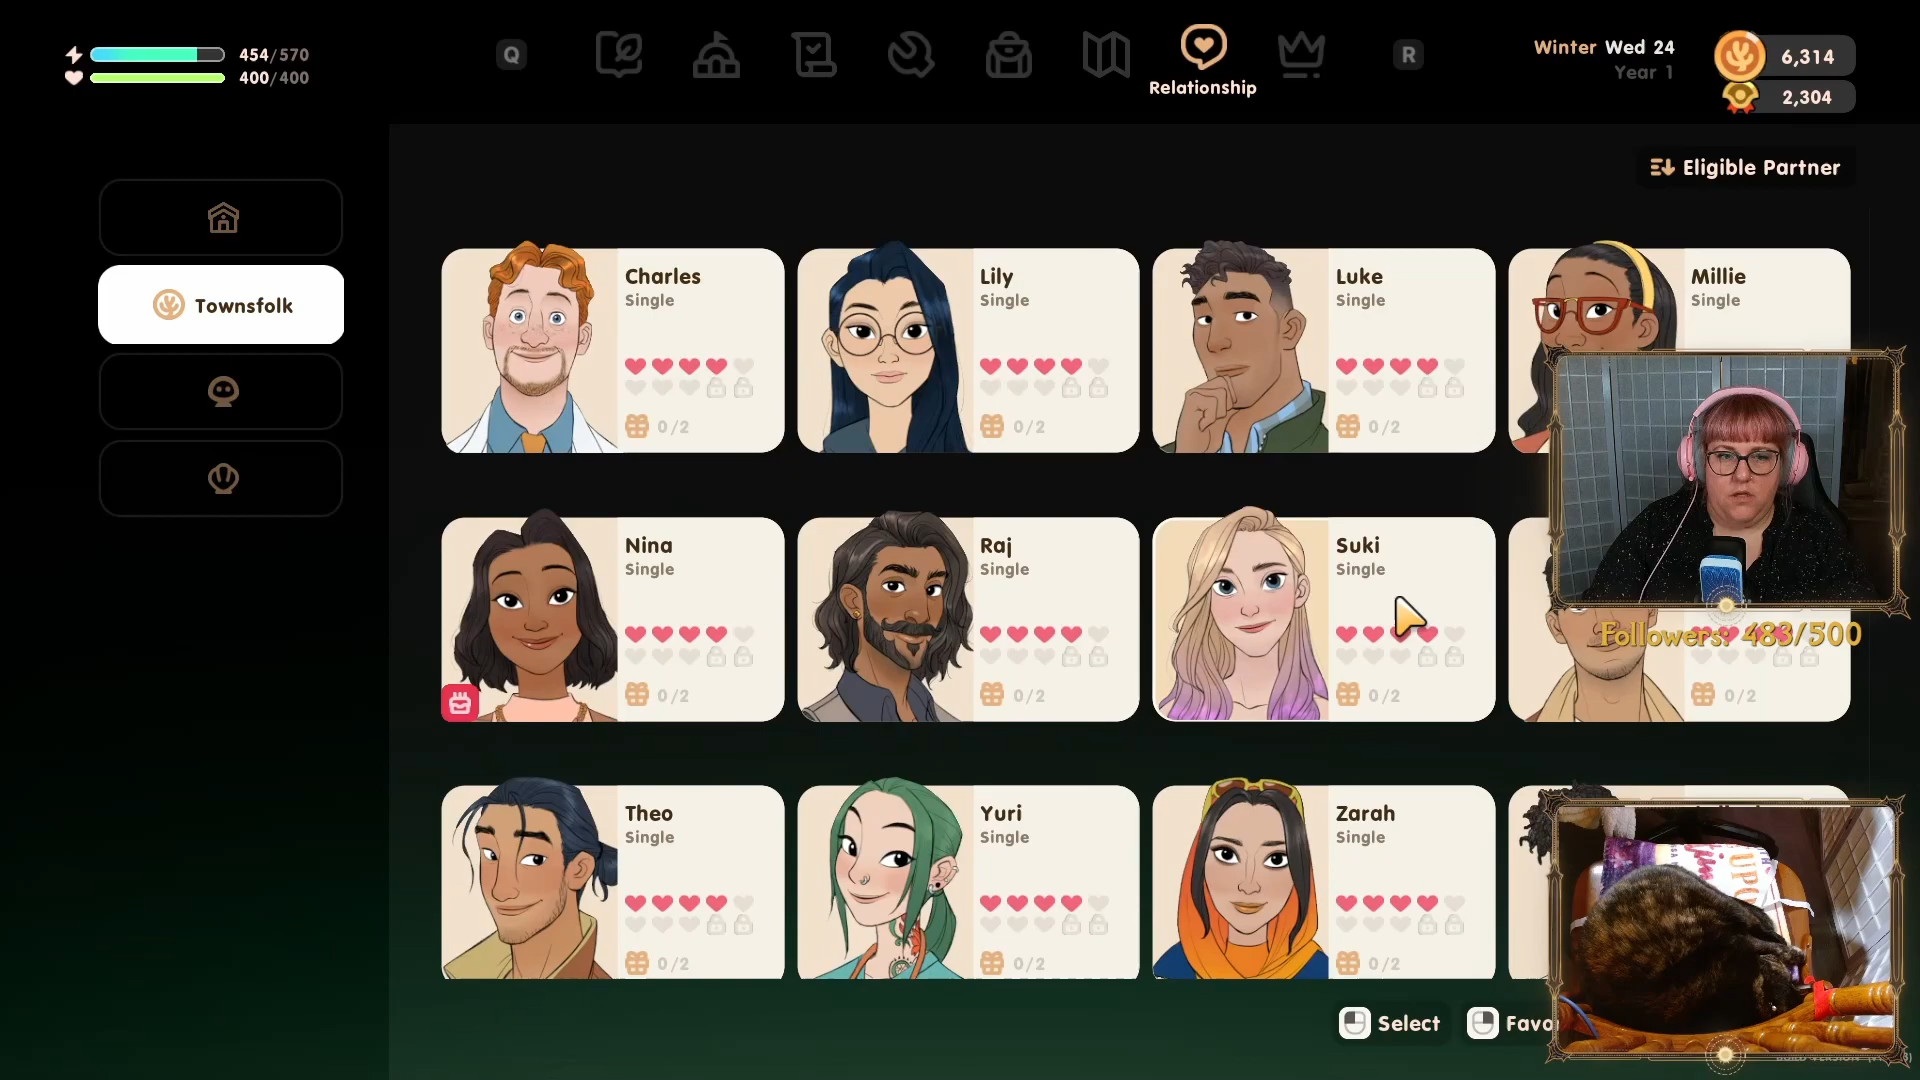 454/570
400/400
Q
Relationship
R
Winter Wed 24
Year 1
6,314
2,304
Eligible Partner
Townsfolk
Charles
Single
0/2
Lily
Single
0/2
Luke
Single
0/2
Millie
Single
Nina
Single
0/2
Raj
Single
0/2
Suki
Single
0/2
Followers: 483/500
0/2
Theo
Single
0/2
Yuri
Single
0/2
Zarah
Single
0/2
Select
Favo